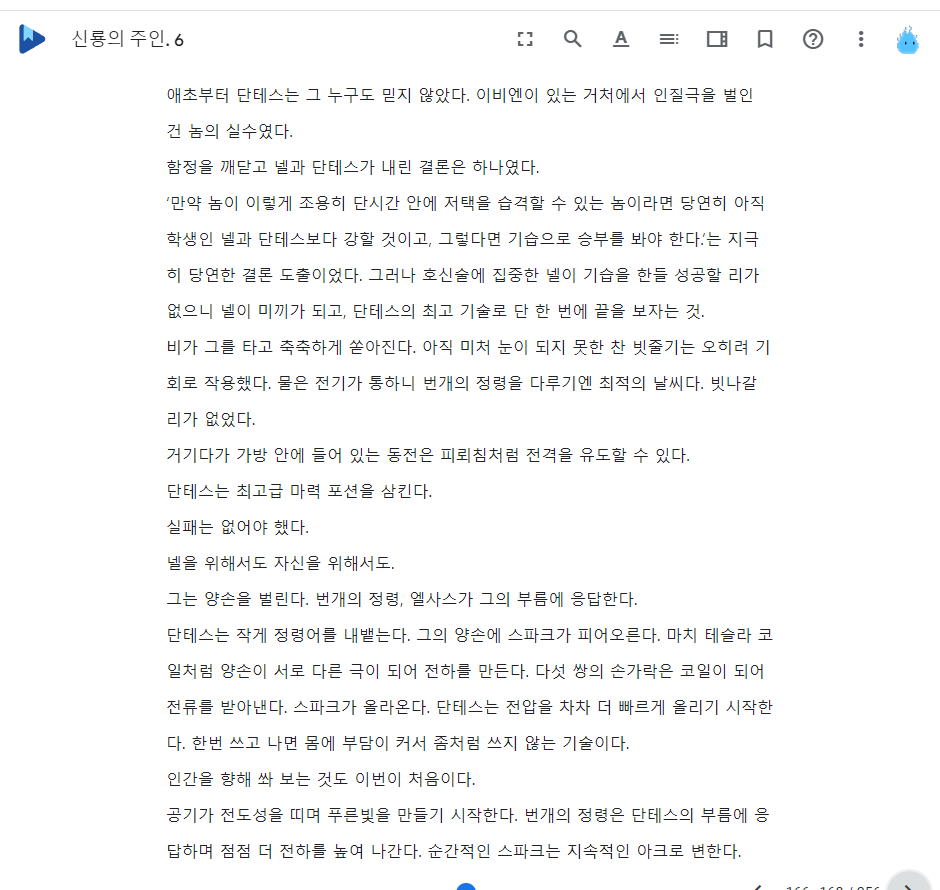 신룡의 주인. 6
애초부터 단테스는 그 누구도 믿지 않았다. 이비엔이 있는 거처에서 인질극을 벌인
건 놈의 실수였다.
함정을 깨닫고 넬과 단테스가 내린 결론은 하나였다.
‘만약 놈이 이렇게 조용히 단시간 안에 저택을 습격할 수 있는 놈이라면 당연히 아직
학생인 넬과 단테스보다 강할 것이고, 그렇다면 기습으로 승부를 봐야 한다.’는 지극
히 당연한 결론 도출이었다. 그러나 호신술에 집중한 넬이 기습을 한들 성공할 리가
없으니 넬이 미끼가 되고, 단테스의 최고 기술로 단 한 번에 끝을 보자는 것.
비가 그를 타고 축축하게 쏟아진다. 아직 미처 눈이 되지 못한 찬 빗줄기는 오히려 기
회로 작용했다. 물은 전기가 통하니 번개의 정령을 다루기엔 최적의 날씨다. 빗나갈
리가 없었다.
거기다가 가방 안에 들어 있는 동전은 피뢰침처럼 전격을 유도할 수 있다.
단테스는 최고급 마력 포션을 삼킨다.
실패는 없어야 했다.
넬을 위해서도 자신을 위해서도.
그는 양손을 벌린다. 번개의 정령, 엘사스가 그의 부름에 응답한다.
단테스는 작게 정령어를 내뱉는다. 그의 양손에 스파크가 피어오른다. 마치 테슬라 코
일처럼 양손이 서로 다른 극이 되어 전하를 만든다. 다섯 쌍의 손가락은 코일이 되어
전류를 받아낸다. 스파크가 올라온다. 단테스는 전압을 차차 더 빠르게 올리기 시작한
다. 한번 쓰고 나면 몸에 부담이 커서 좀처럼 쓰지 않는 기술이다.
인간을 향해 쏴 보는 것도 이번이 처음이다.
공기가 전도성을 띠며 푸른빛을 만들기 시작한다. 번개의 정령은 단테스의 부름에 응
답하며 점점 더 전하를 높여 나간다. 순간적인 스파크는 지속적인 아크로 변한다.